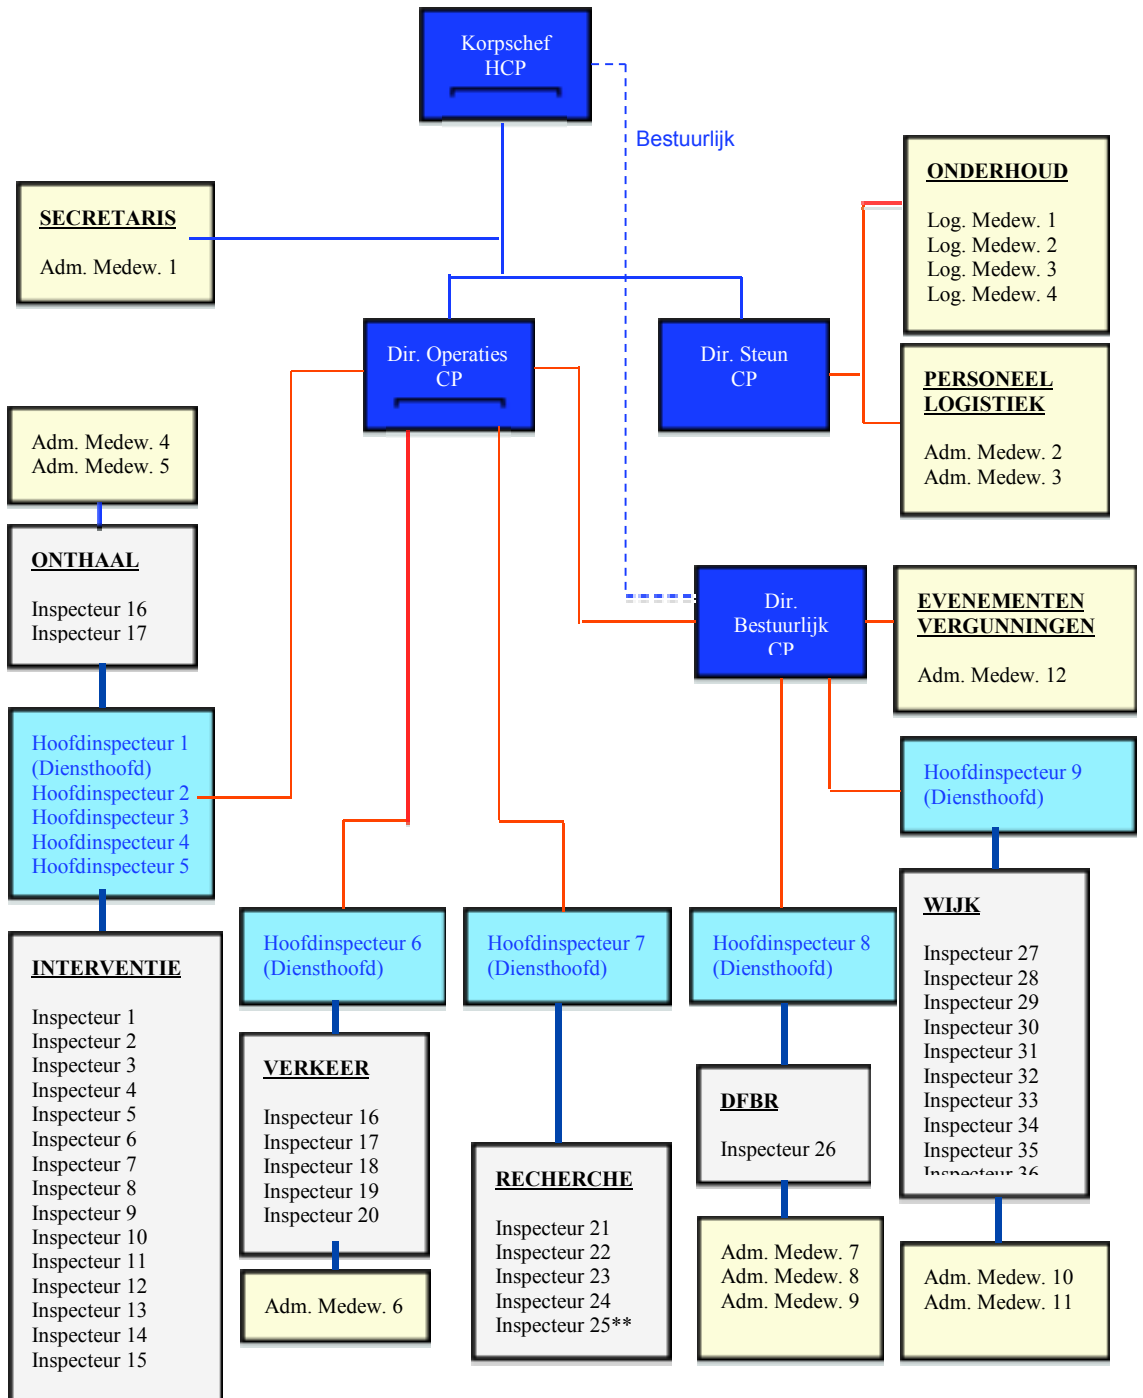 Korpschef
HCP
Bestuurlijk
SECRETARIS
Adm. Medew. 1
ONDERHOUD
Log. Medew. 1
Log. Medew. 2
Log. Medew. 3
Log. Medew. 4
Dir. Operaties
CP
Dir. Steun
CP
PERSONEEL
LOGISTIEK
Adm. Medew. 2
Adm. Medew. 3
Adm. Medew. 4
Adm. Medew. 5
ONTHAAL
Inspecteur 16
Inspecteur 17
Dir.
Bestuurlijk
CP
EVENEMENTEN
VERGUNNINGEN
Adm. Medew. 12
Hoofdinspecteur 1
(Diensthoofd)
Hoofdinspecteur 2
Hoofdinspecteur 3
Hoofdinspecteur 4
Hoofdinspecteur 5
Hoofdinspecteur 9
(Diensthoofd)
INTERVENTIE
Inspecteur 1
Inspecteur 2
Inspecteur 3
Inspecteur 4
Inspecteur 5
Inspecteur 6
Inspecteur 7
Inspecteur 8
Inspecteur 9
Inspecteur 10
Inspecteur 11
Inspecteur 12
Inspecteur 13
Inspecteur 14
Inspecteur 15
Hoofdinspecteur 6
(Diensthoofd)
VERKEER
Inspecteur 16
Inspecteur 17
Inspecteur 18
Inspecteur 19
Inspecteur 20
Adm. Medew. 6
Hoofdinspecteur 7
(Diensthoofd)
RECHERCHE
Inspecteur 21
Inspecteur 22
Inspecteur 23
Inspecteur 24
Inspecteur 25**
Hoofdinspecteur 8
(Diensthoofd)
DFBR
Inspecteur 26
Adm. Medew. 7
Adm. Medew. 8
Adm. Medew. 9
WIJK
Inspecteur 27
Inspecteur 28
Inspecteur 29
Inspecteur 30
Inspecteur 31
Inspecteur 32
Inspecteur 33
Inspecteur 34
Inspecteur 35
Inspecteur 36
Adm. Medew. 10
Adm. Medew. 11